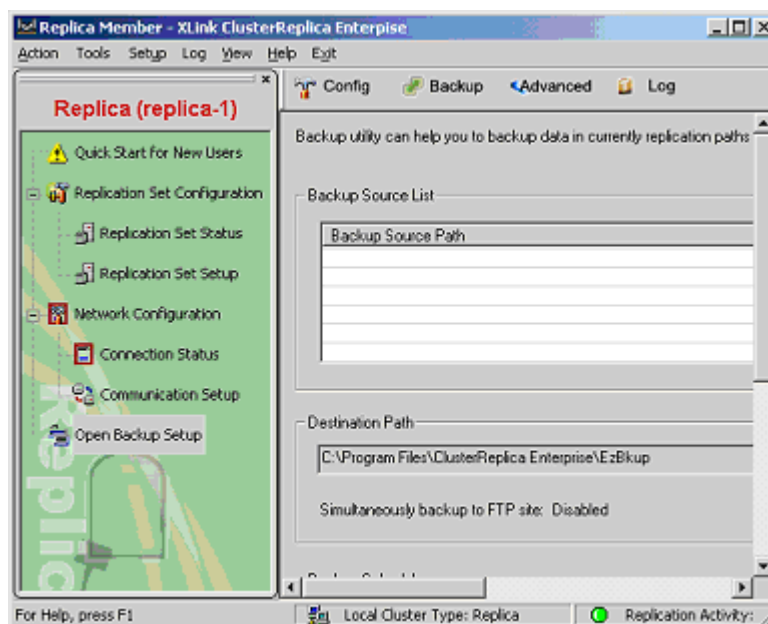 Replica Member - XLink ClusterReplica Enterpise
Action Tools Setup Log View Help Exit
Replica (replica-1)
Quick Start for New Users
Replication Set Configuration
Replication Set Status
Replication Set Setup
Network Configuration
Connection Status
Communication Setup
Open Backup Setup
Replic
Config Backup Advanced Log
Backup utility can help you to backup data in currently replication paths
Backup Source List
Backup Source Path
Destination Path
C:\Program Files\ClusterReplica Enterprise\EzBkup
Simultaneously backup to FTP site: Disabled
For Help, press F1
Local Cluster Type: Replica
Replication Activity: